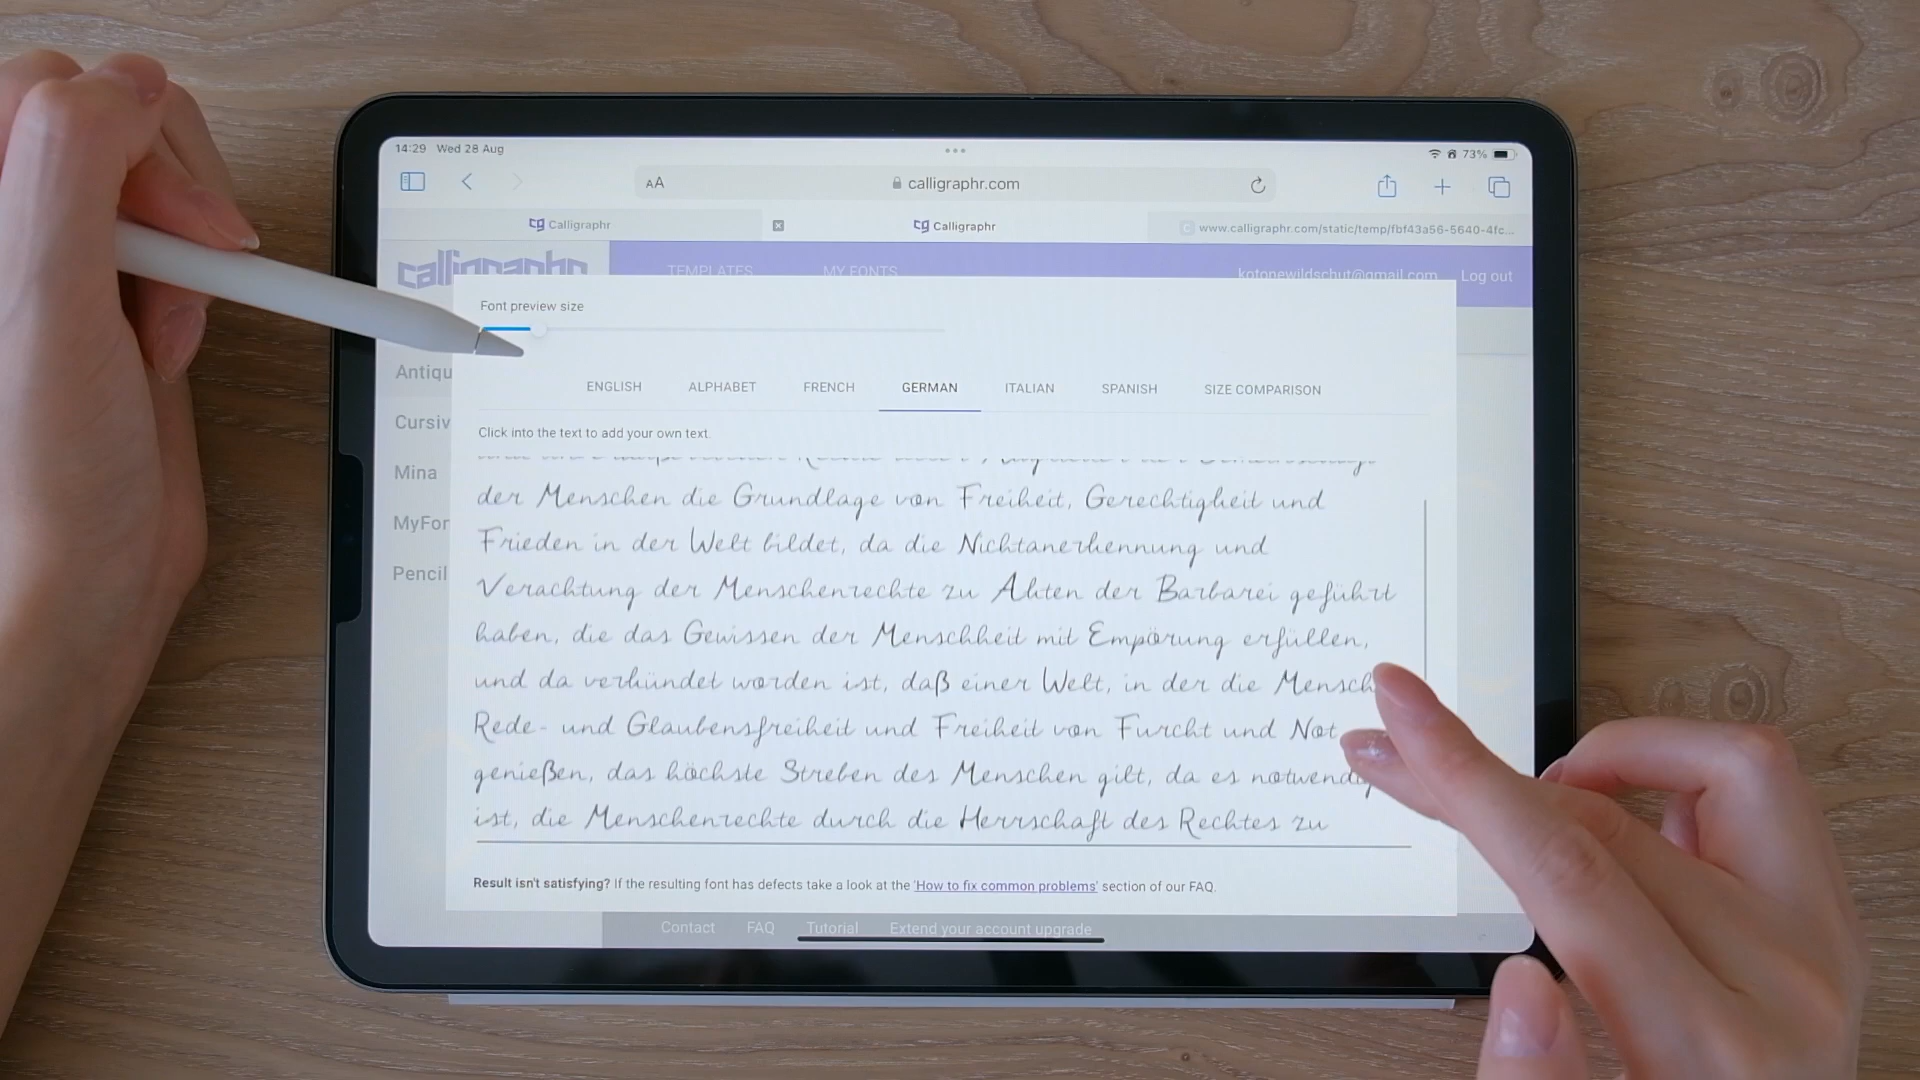 14:29 Wed 28 Aug
73%
AA calligraphr.com
Calligraphr
Calligraphr
www.calligraphr.com/static/temp/fbf43a56-5640-4fc...
calligraphr
TEMPLATES MY FONTS kotonewildschut@gmail.com Log out
Font preview size
Antiqu
Cursiv
Mina
MyFon
Pencil
ENGLISH ALPHABET FRENCH GERMAN ITALIAN SPANISH SIZE COMPARISON
Click into the text to add your own text.
der Menschen die Grundlage von Freiheit, Gerechtigkeit und
Frieden in der Welt bildet, da die Nichtanerkennung und
Verachtung der Menschenrechte zu Akten der Barbarei geführt
haben, die das Gewissen der Menschheit mit Empörung erfüllen,
und da verkündet worden ist, daß einer Welt, in der die Mensch
Rede- und Glaubensfreiheit und Freiheit von Furcht und Not
genießen, das höchste Streben des Menschen gilt, da es notwendig
ist, die Menschenrechte durch die Herrschaft des Rechtes zu
Result isn't satisfying? If the resulting font has defects take a look at the 'How to fix common problems' section of our FAQ.
Contact FAQ Tutorial Extend your account upgrade